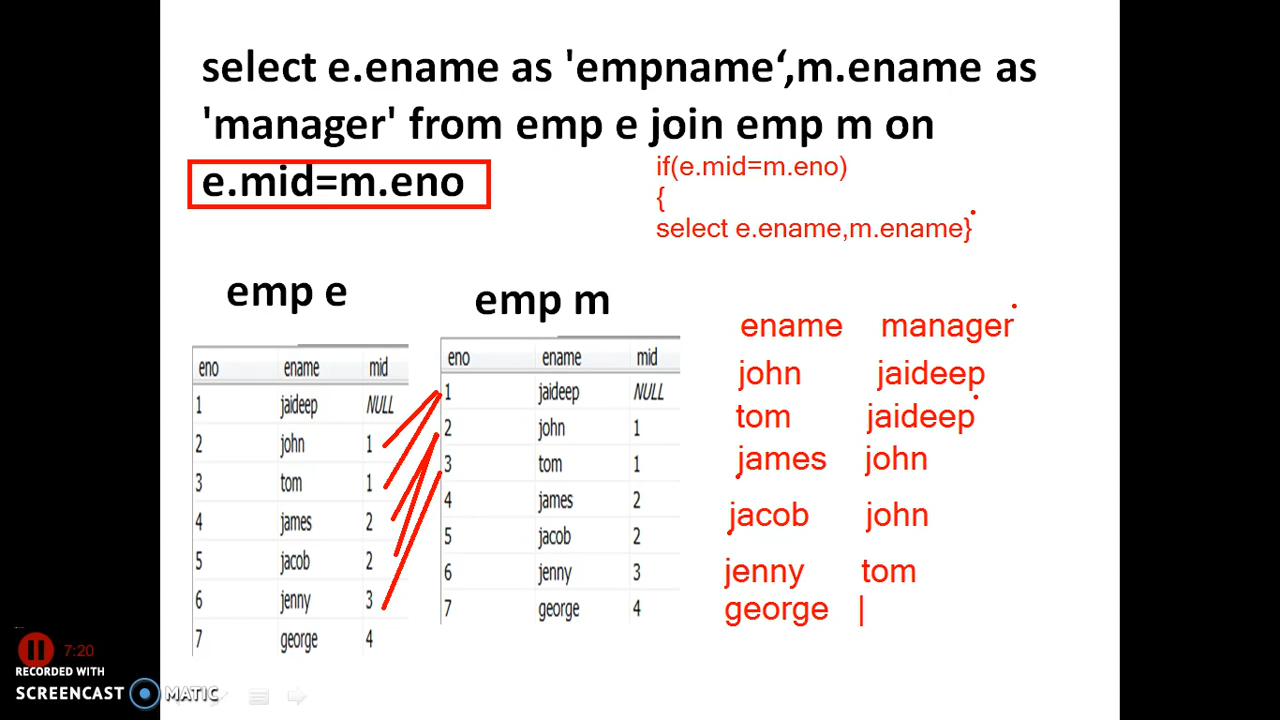 select e.ename as 'empname‘,m.ename as
'manager' from emp e join emp m on
e.mid=m.eno
if(e.mid=m.eno)
{
select e.ename,m.ename}
emp e
eno ename mid
1 jaideep NULL
2 john 1
3 tom 1
4 james 2
5 jacob 2
6 jenny 3
7 george 4
emp m
eno ename mid
1 jaideep NULL
2 john 1
3 tom 1
4 james 2
5 jacob 2
6 jenny 3
7 george 4
ename manager
john jaideep
tom jaideep
james john
jacob john
jenny tom
george
7:20
RECORDED WITH
SCREENCAST MATIC